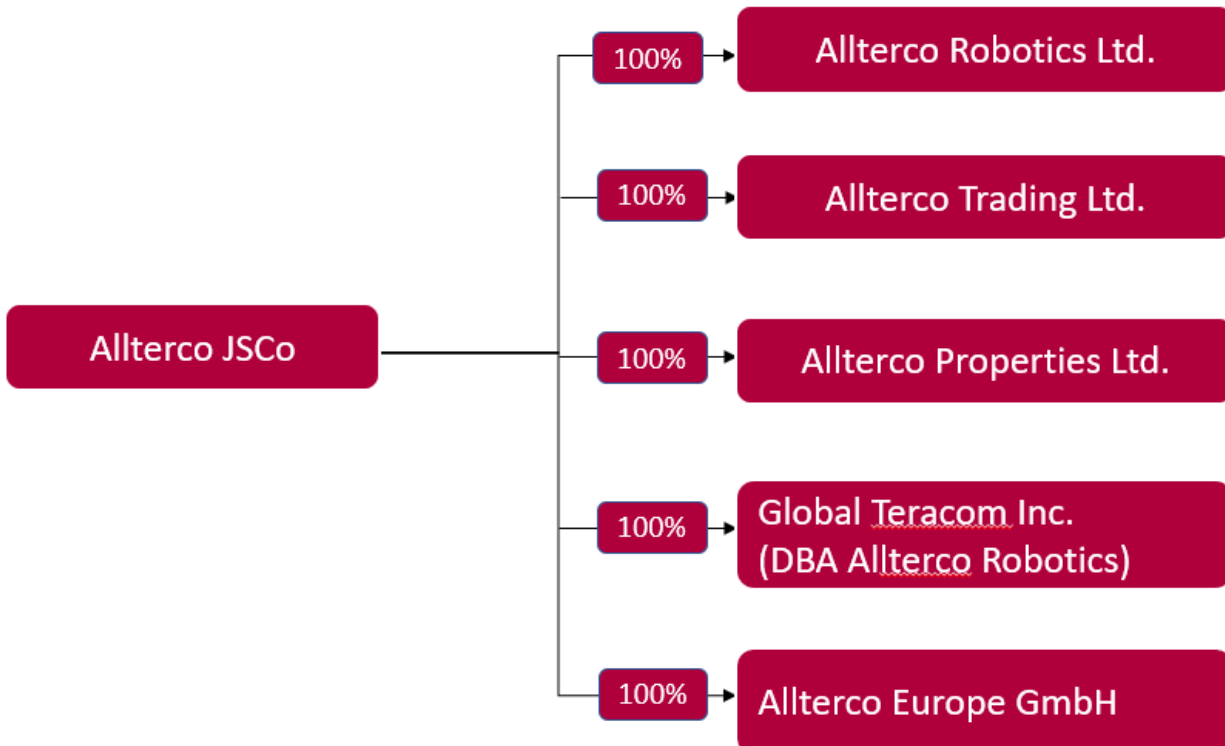 100%
Allterco Robotics Ltd.
100%
Allterco Trading Ltd.
Allterco JSCo
100%
Allterco Properties Ltd.
100%
Global Teracom Inc.
(DBA Allterco Robotics)
100%
Allterco Europe GmbH